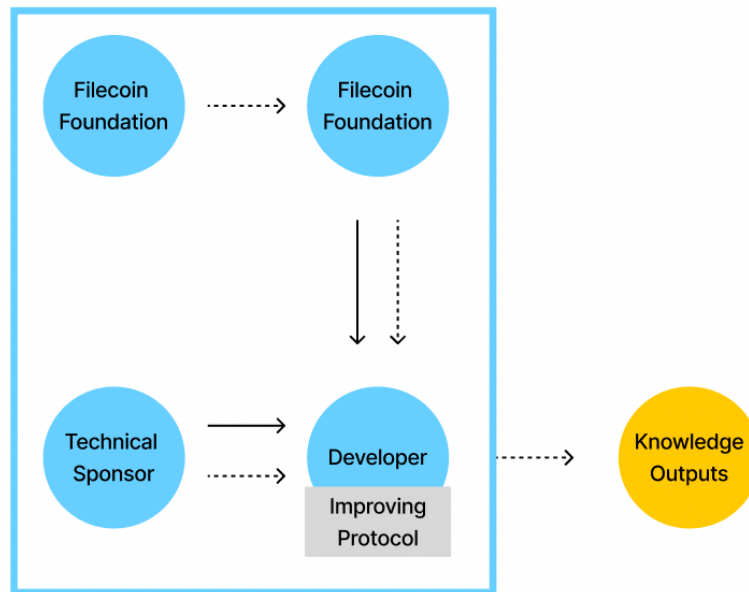 Filecoin
Foundation
Filecoin
Foundation
Technical
Sponsor
Developer
Improving
Protocol
Knowledge
Outputs